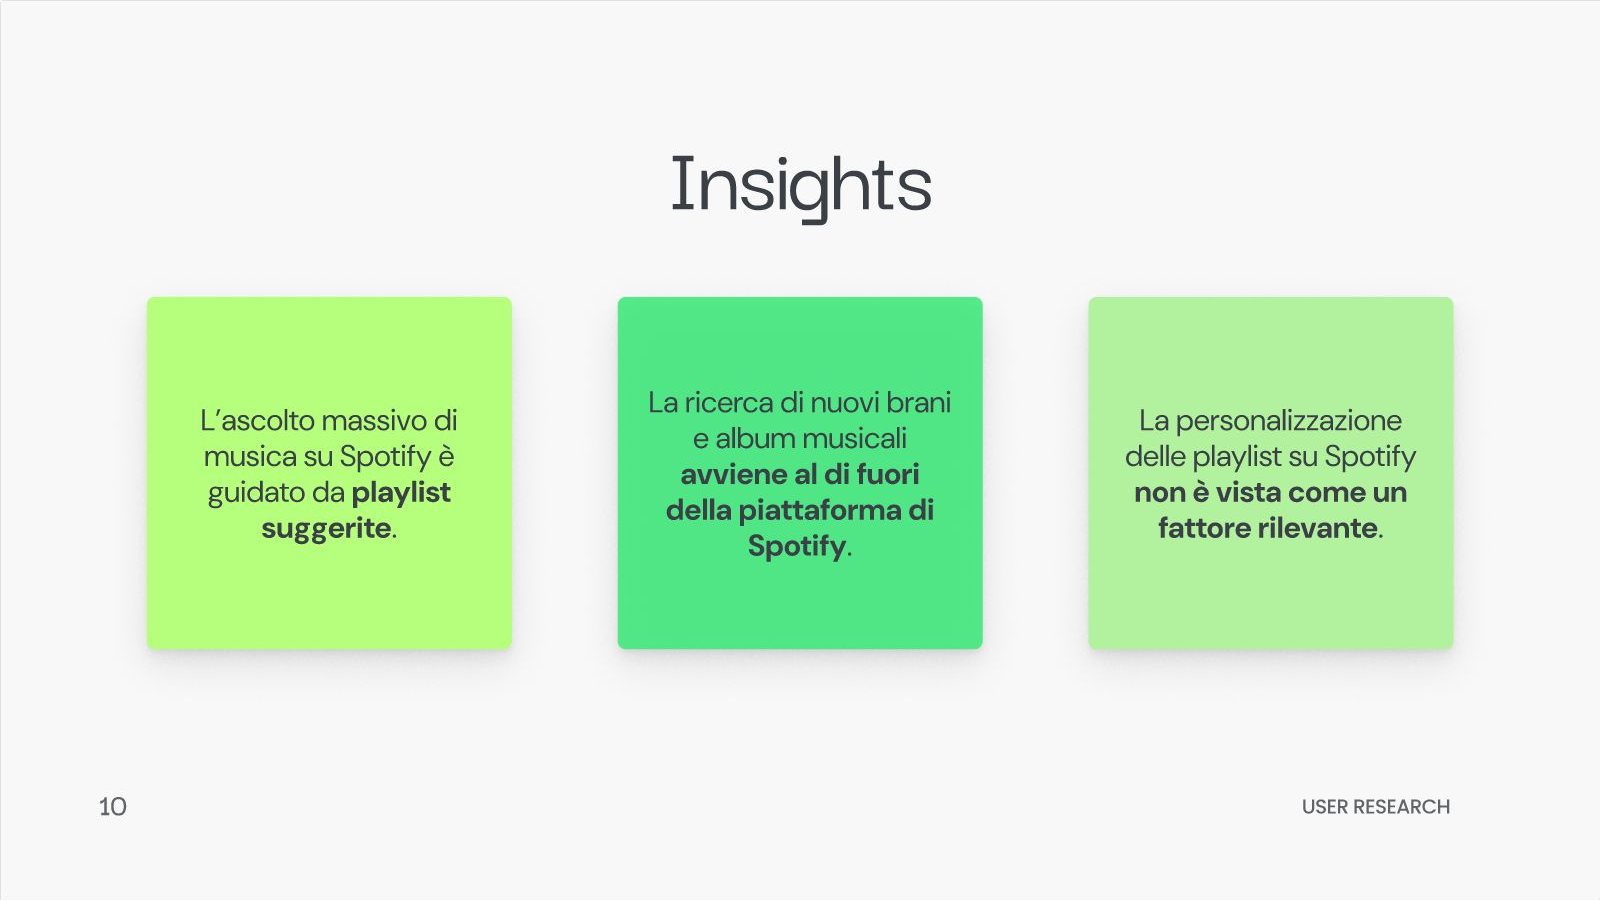 Insights
L’ascolto massivo di
musica su Spotify è
guidato da playlist
suggerite.
La ricerca di nuovi brani
e album musicali
avviene al di fuori
della piattaforma di
Spotify.
La personalizzazione
delle playlist su Spotify
non è vista come un
fattore rilevante.
10
USER RESEARCH